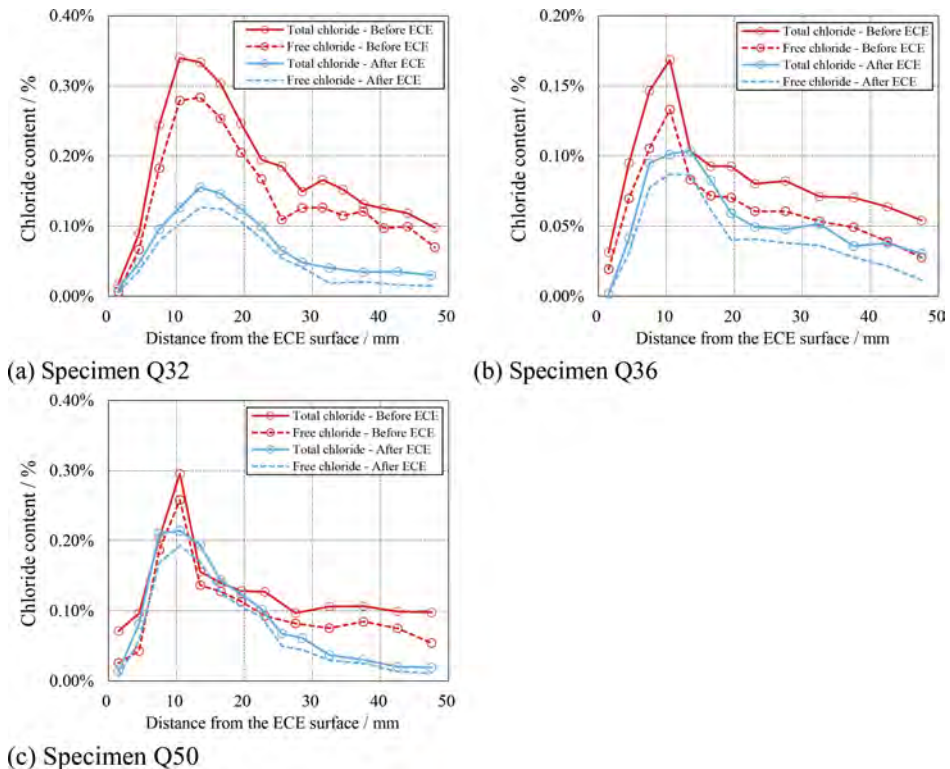 0.40%
0.30%
0.20%
0.10%
0.00%
Chloride content / %
Total chloride - Before ECE
Free chloride - Before ECE
Total chloride - After ECE
Free chloride - After ECE
0 10 20 30 40 50
Distance from the ECE surface / mm
(a) Specimen Q32
0.20%
0.15%
0.10%
0.05%
0.00%
Chloride content / %
Total chloride - Before ECE
Free chloride - Before ECE
Total chloride - After ECE
Free chloride - After ECE
0 10 20 30 40 50
Distance from the ECE surface / mm
(b) Specimen Q36
0.40%
0.30%
0.20%
0.10%
0.00%
Chloride content / %
Total chloride - Before ECE
Free chloride - Before ECE
Total chloride - After ECE
Free chloride - After ECE
0 10 20 30 40 50
Distance from the ECE surface / mm
(c) Specimen Q50